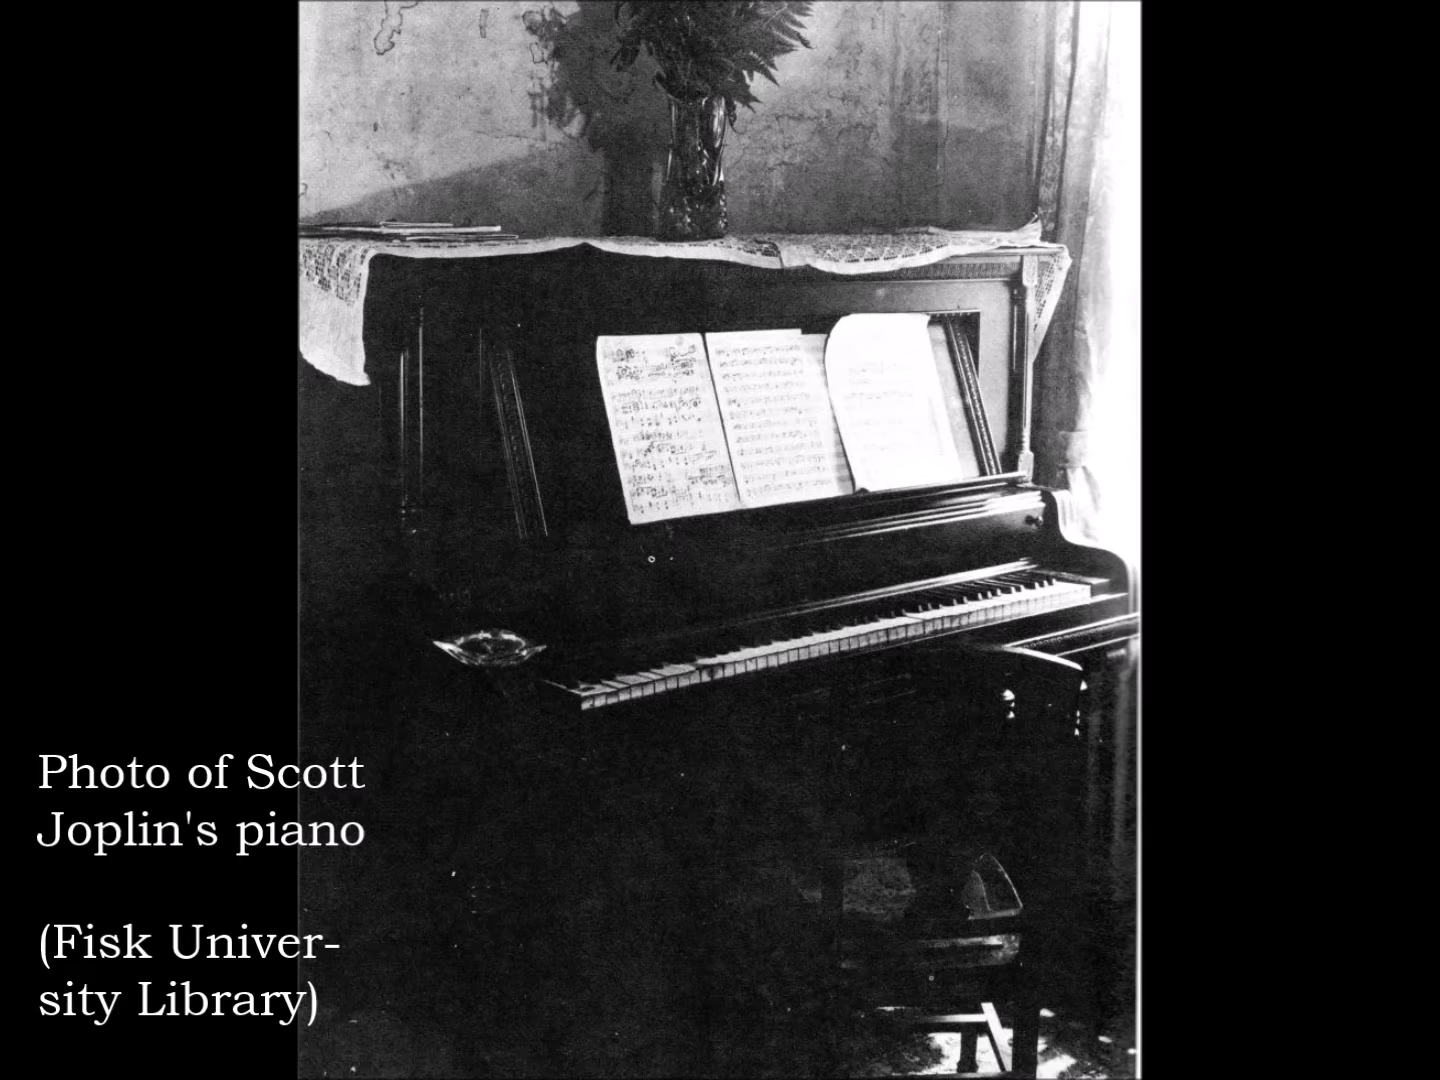 Photo of Scott
Joplin's piano
(Fisk Univer-
sity Library)